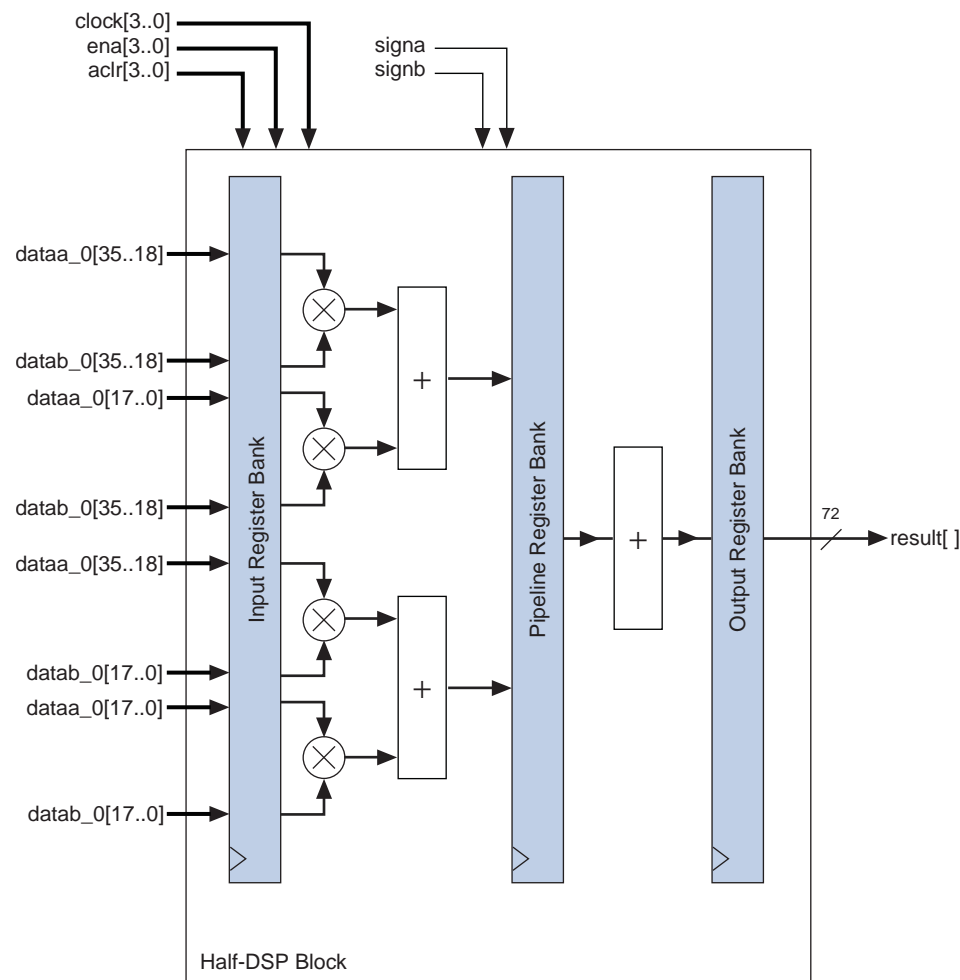 clock[3..0]
ena[3..0]
aclr[3..0]
signa
signb
dataa_0[35..18]
datab_0[35..18]
dataa_0[17..0]
datab_0[35..18]
dataa_0[35..18]
datab_0[17..0]
dataa_0[17..0]
datab_0[17..0]
Input Register Bank
+
+
Pipeline Register Bank
+
Output Register Bank
72
result[ ]
Half-DSP Block